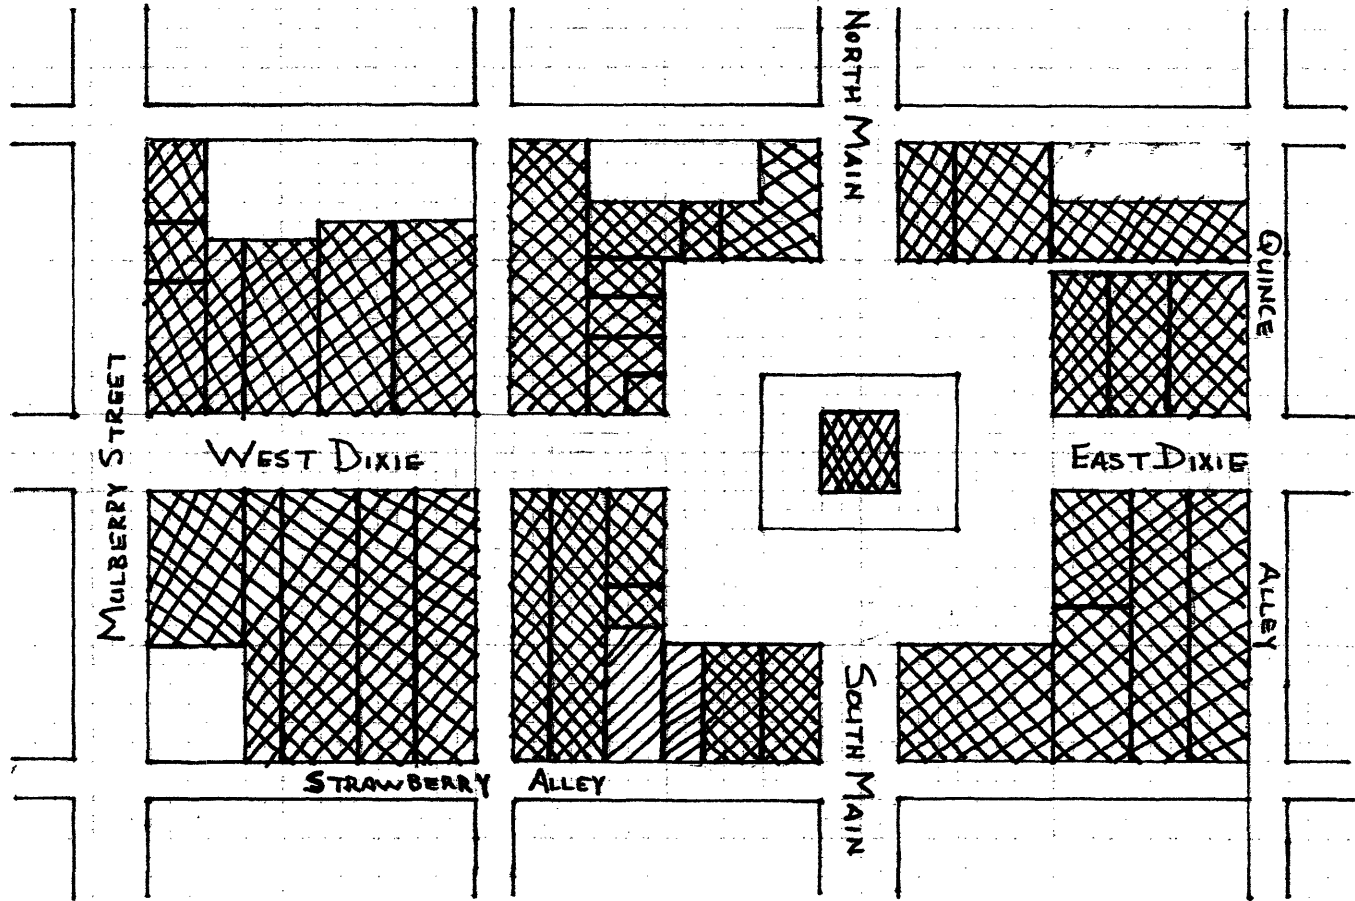 NORTH MAIN
QUINCE ALLEY
MULBERRY STREET
WEST DIXIE
EAST DIXIE
SOUTH MAIN
STRAWBERRY ALLEY